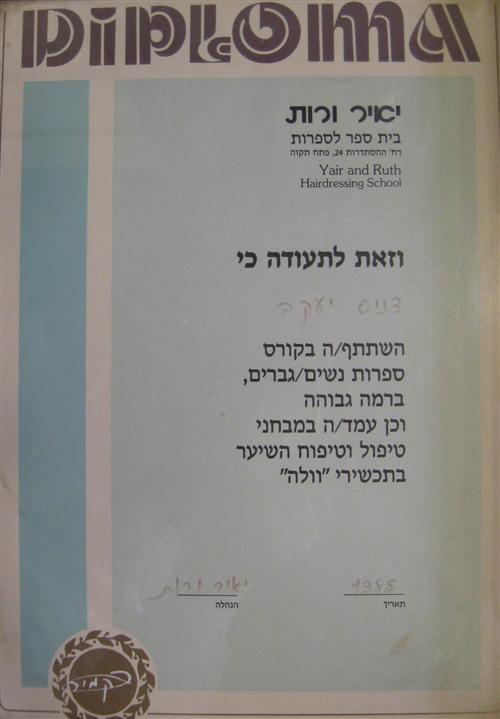 DIPLOMA
יאיר ורות
בית ספר לספרות
רח' ההסתדרות 24, פתח תקוה
Yair and Ruth
Hairdressing School
וזאת לתעודה כי
דניס יעקב
השתתף/ה בקורס
ספרות נשים/גברים,
ברמה גבוהה
וכן עמד/ה במבחני
טיפול וטיפוח השיער
בתכשירי "וולה"
1985 יאיר ורות
תאריך הנהלה